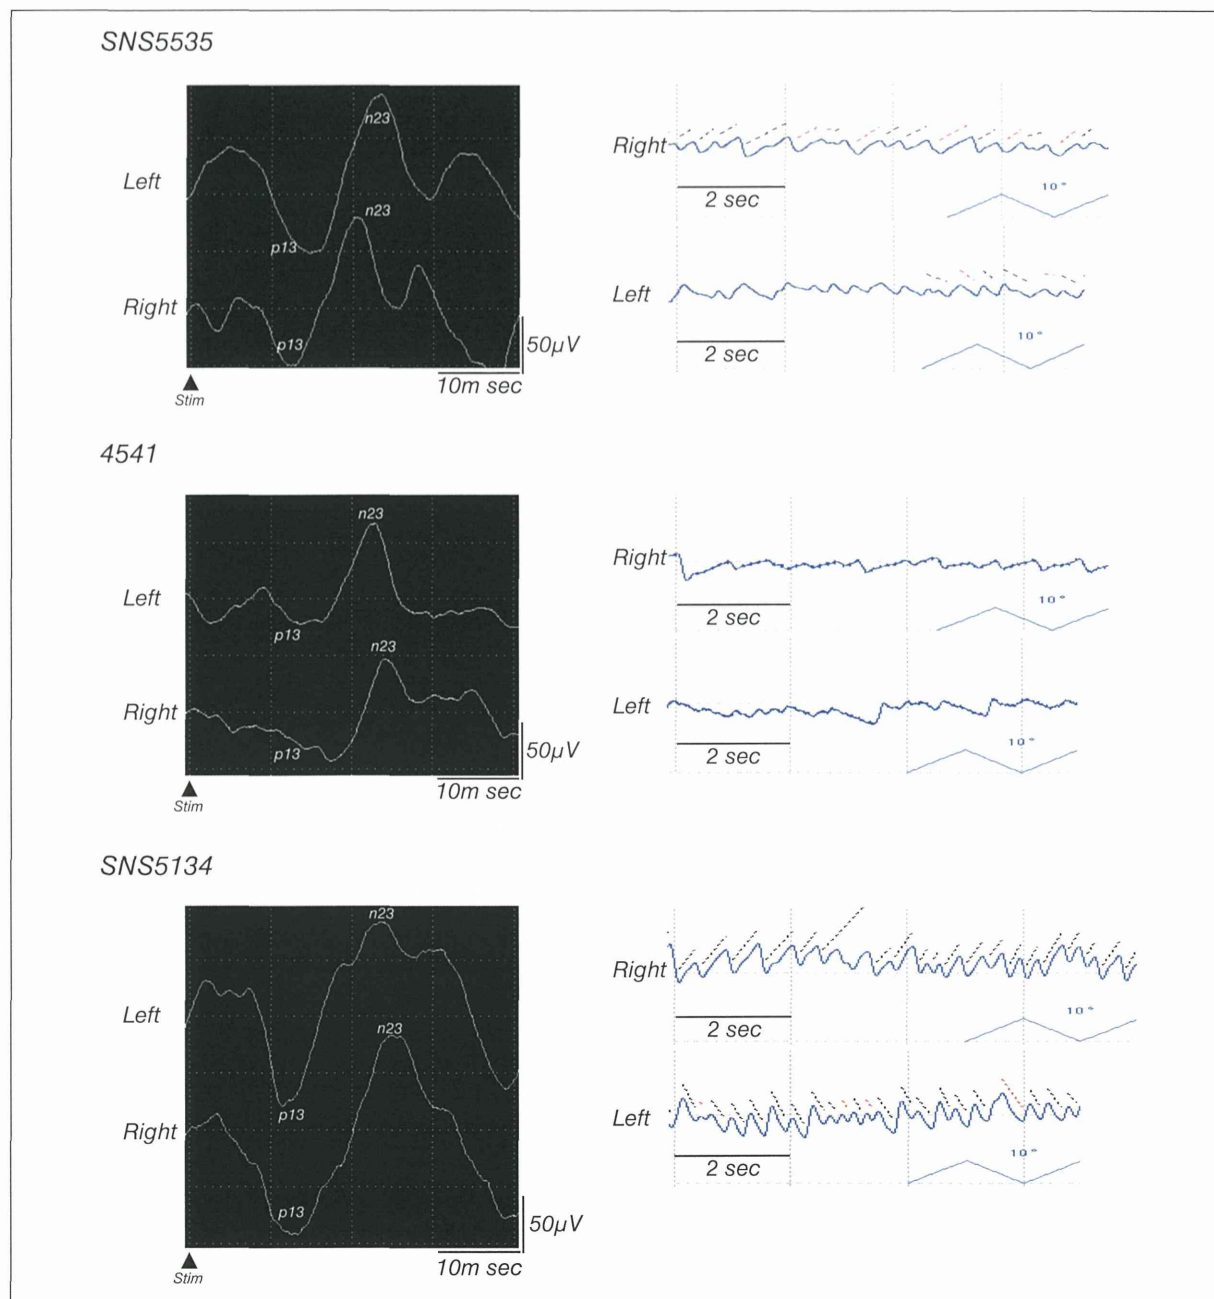 SNS5535
n23
Left
p13
n23
Right
p13
50μV
10m sec
Stim
Right
2 sec
10°
Left
2 sec
10°
4541
n23
Left
p13
n23
Right
p13
50μV
10m sec
Stim
Right
2 sec
10°
Left
2 sec
10°
SNS5134
n23
Left
p13
n23
Right
p13
50μV
10m sec
Stim
Right
2 sec
10°
Left
2 sec
10°